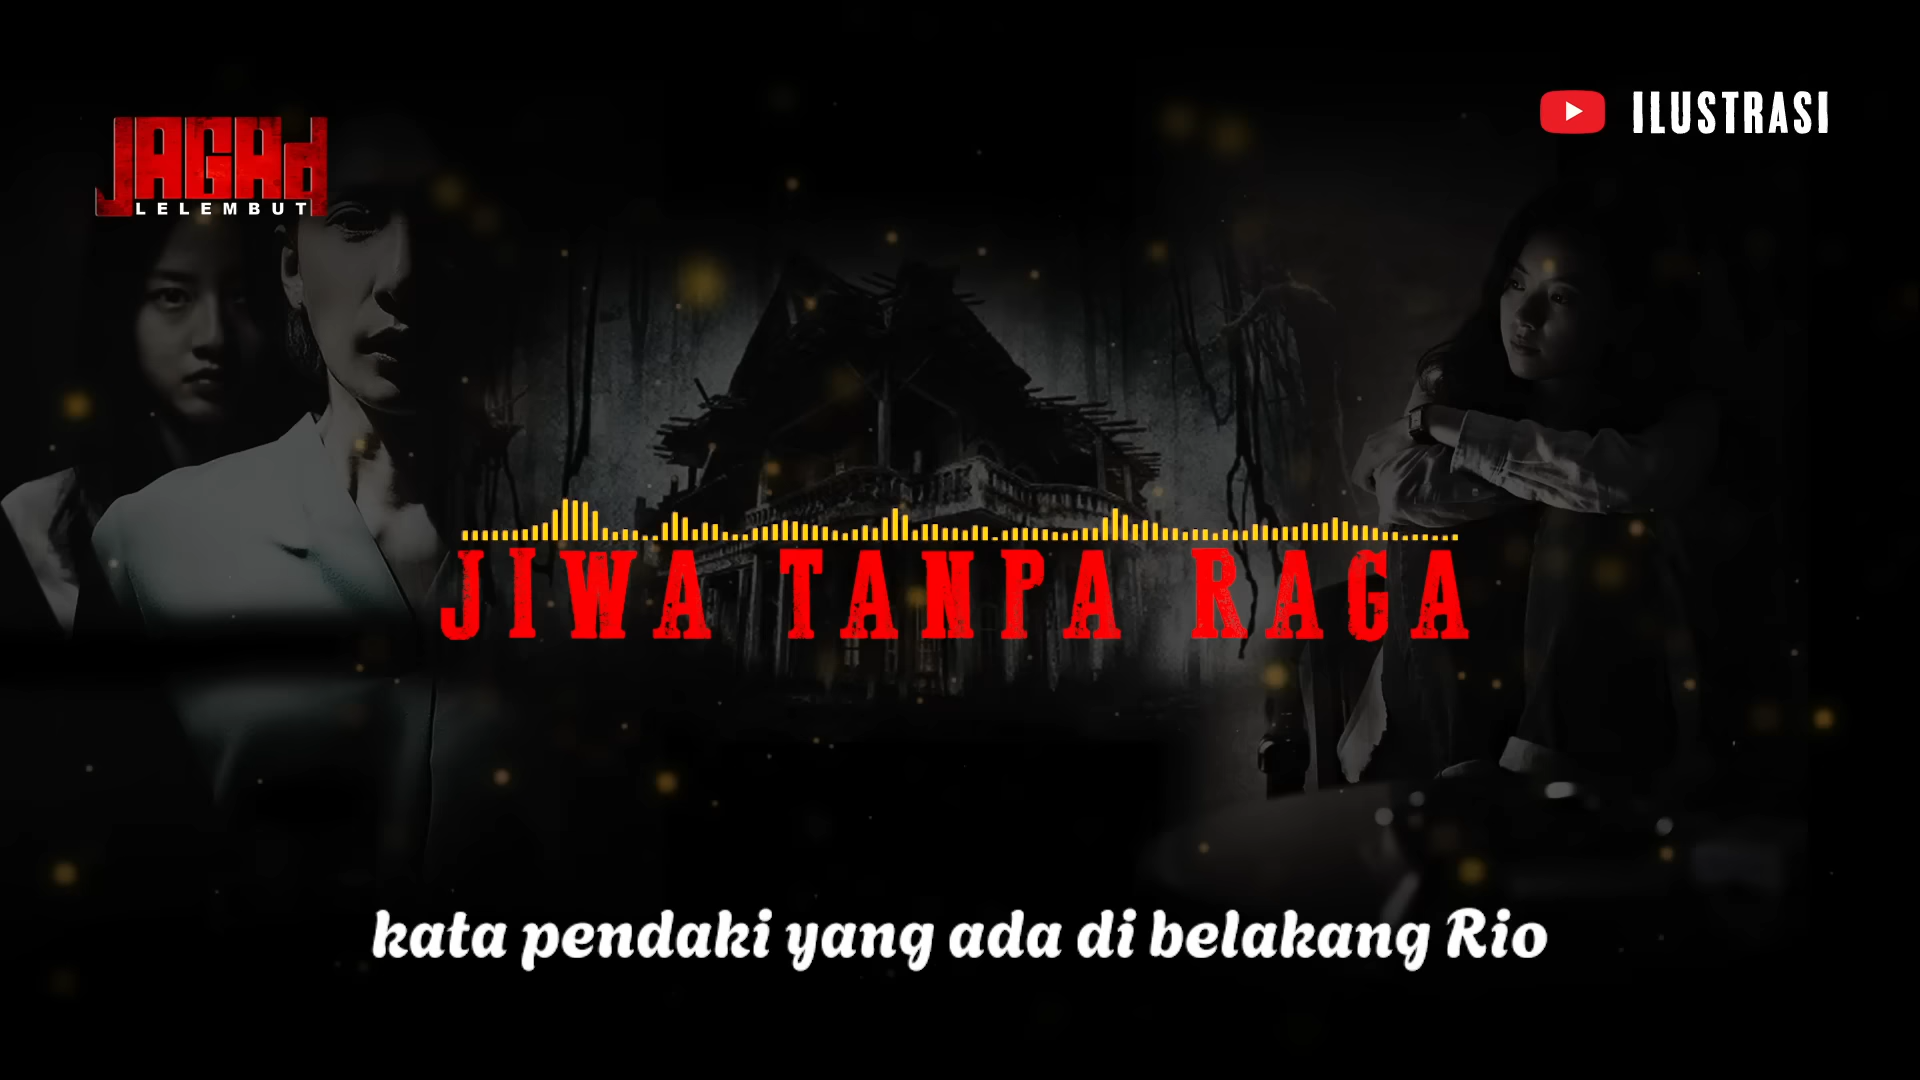 JAGAd
LELEMBUT
ILUSTRASI
JIWA TANPA RAGA
kata pendaki yang ada di belakang Rio